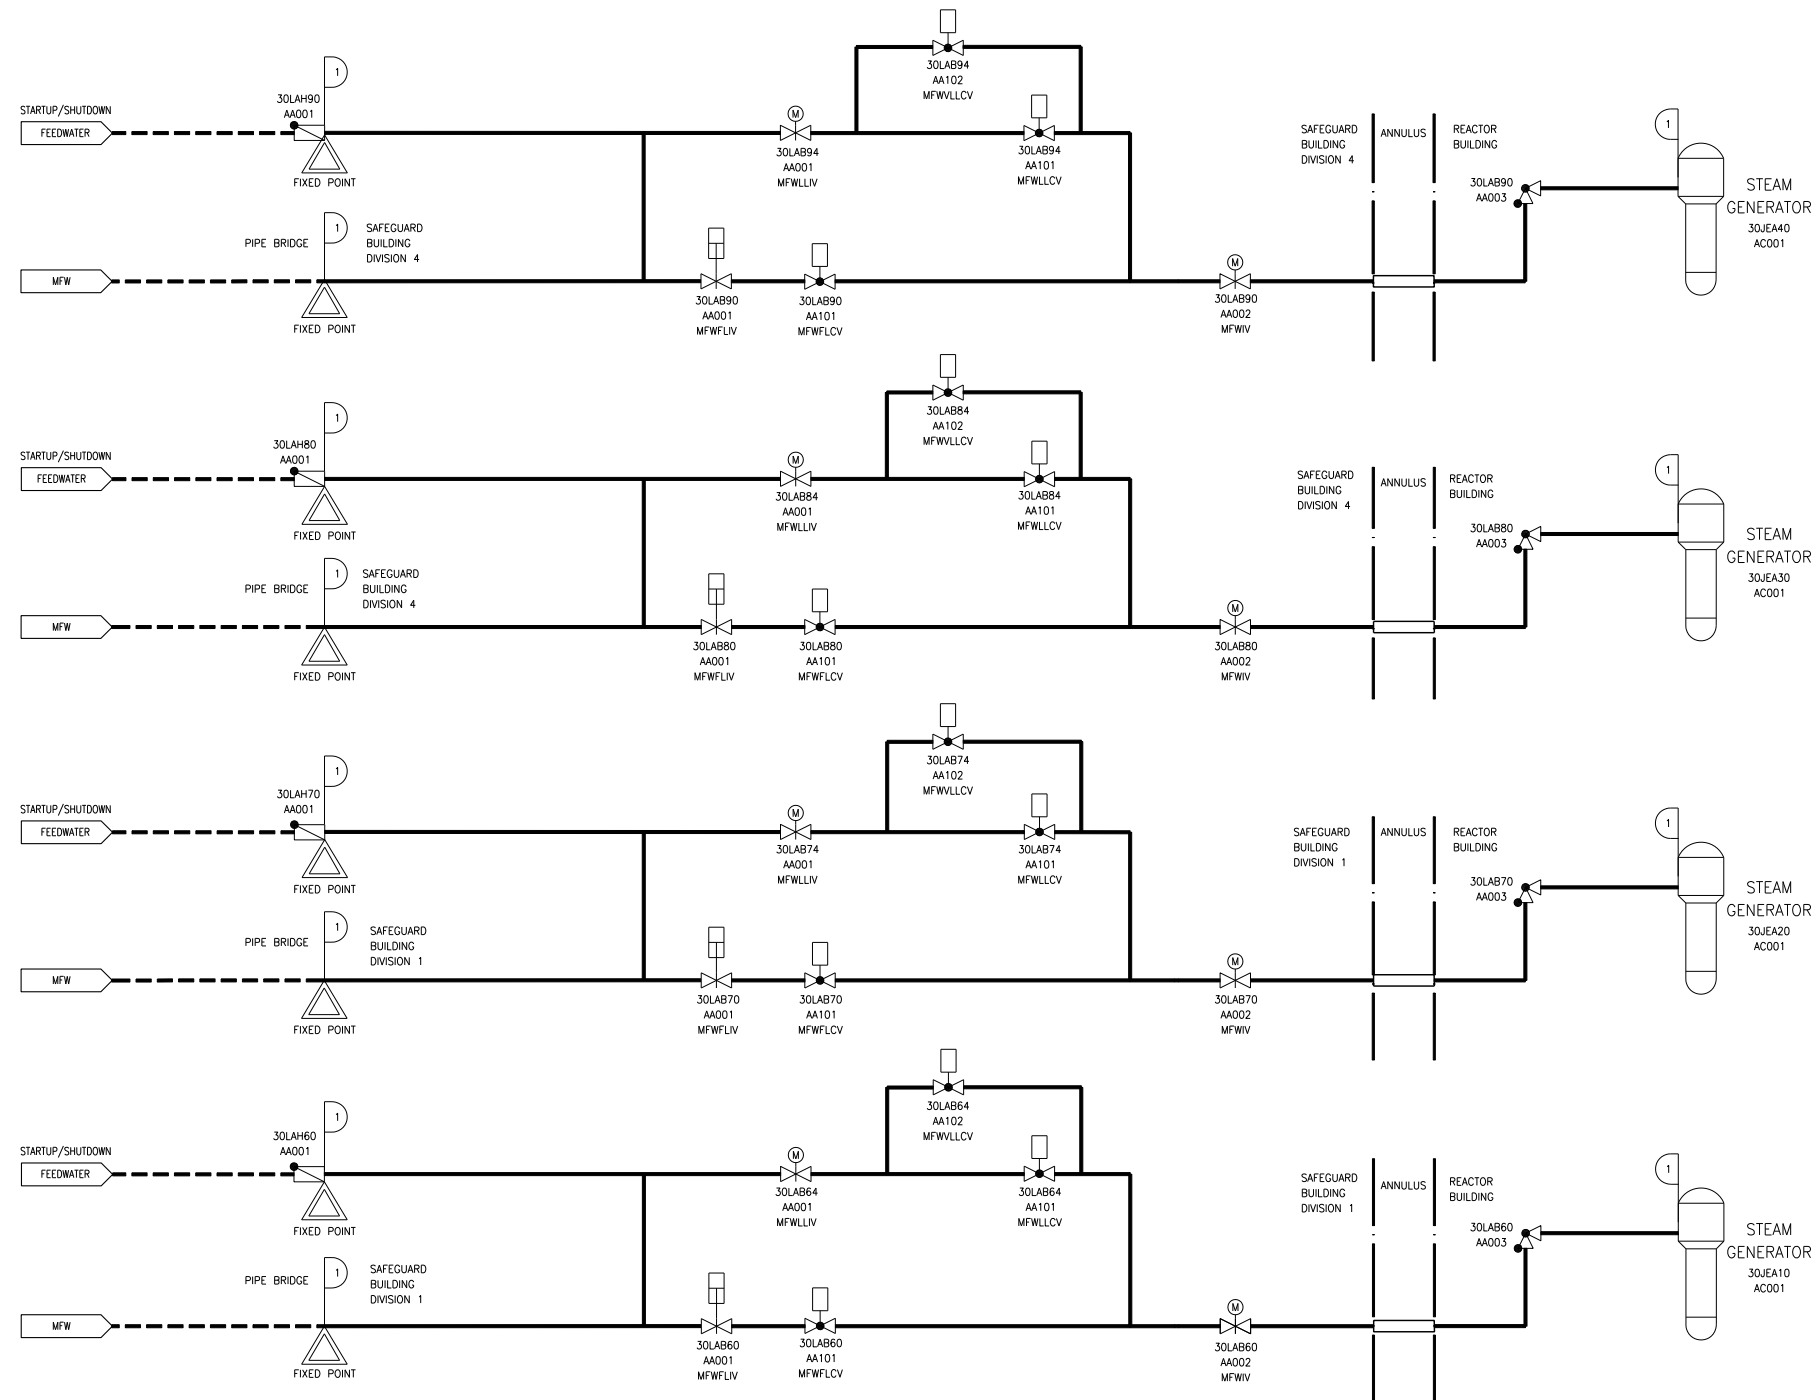 1
30LAH90
AA001
STARTUP/SHUTDOWN
FEEDWATER
FIXED POINT
30LAB94
AA102
MFWVLLCV
M
30LAB94
AA001
MFWLLIV
30LAB94
AA101
MFWLLCV
SAFEGUARD
BUILDING
DIVISION 4
ANNULUS
REACTOR
BUILDING
1
30LAB90
AA003
STEAM
GENERATOR
30JEA40
AC001
PIPE BRIDGE
1
SAFEGUARD
BUILDING
DIVISION 4
MFW
FIXED POINT
30LAB90
AA001
MFWFLIV
30LAB90
AA101
MFWFLCV
M
30LAB90
AA002
MFWIV
1
30LAH80
AA001
STARTUP/SHUTDOWN
FEEDWATER
FIXED POINT
30LAB84
AA102
MFWVLLCV
M
30LAB84
AA001
MFWLLIV
30LAB84
AA101
MFWLLCV
SAFEGUARD
BUILDING
DIVISION 4
ANNULUS
REACTOR
BUILDING
1
30LAB80
AA003
STEAM
GENERATOR
30JEA30
AC001
PIPE BRIDGE
1
SAFEGUARD
BUILDING
DIVISION 4
MFW
FIXED POINT
30LAB80
AA001
MFWFLIV
30LAB80
AA101
MFWFLCV
M
30LAB80
AA002
MFWIV
1
30LAH70
AA001
STARTUP/SHUTDOWN
FEEDWATER
FIXED POINT
30LAB74
AA102
MFWVLLCV
M
30LAB74
AA001
MFWLLIV
30LAB74
AA101
MFWLLCV
SAFEGUARD
BUILDING
DIVISION 1
ANNULUS
REACTOR
BUILDING
1
30LAB70
AA003
STEAM
GENERATOR
30JEA20
AC001
PIPE BRIDGE
1
SAFEGUARD
BUILDING
DIVISION 1
MFW
FIXED POINT
30LAB70
AA001
MFWFLIV
30LAB70
AA101
MFWFLCV
M
30LAB70
AA002
MFWIV
1
30LAH60
AA001
STARTUP/SHUTDOWN
FEEDWATER
FIXED POINT
30LAB64
AA102
MFWVLLCV
M
30LAB64
AA001
MFWLLIV
30LAB64
AA101
MFWLLCV
SAFEGUARD
BUILDING
DIVISION 1
ANNULUS
REACTOR
BUILDING
1
30LAB60
AA003
STEAM
GENERATOR
30JEA10
AC001
PIPE BRIDGE
1
SAFEGUARD
BUILDING
DIVISION 1
MFW
FIXED POINT
30LAB60
AA001
MFWFLIV
30LAB60
AA101
MFWFLCV
M
30LAB60
AA002
MFWIV